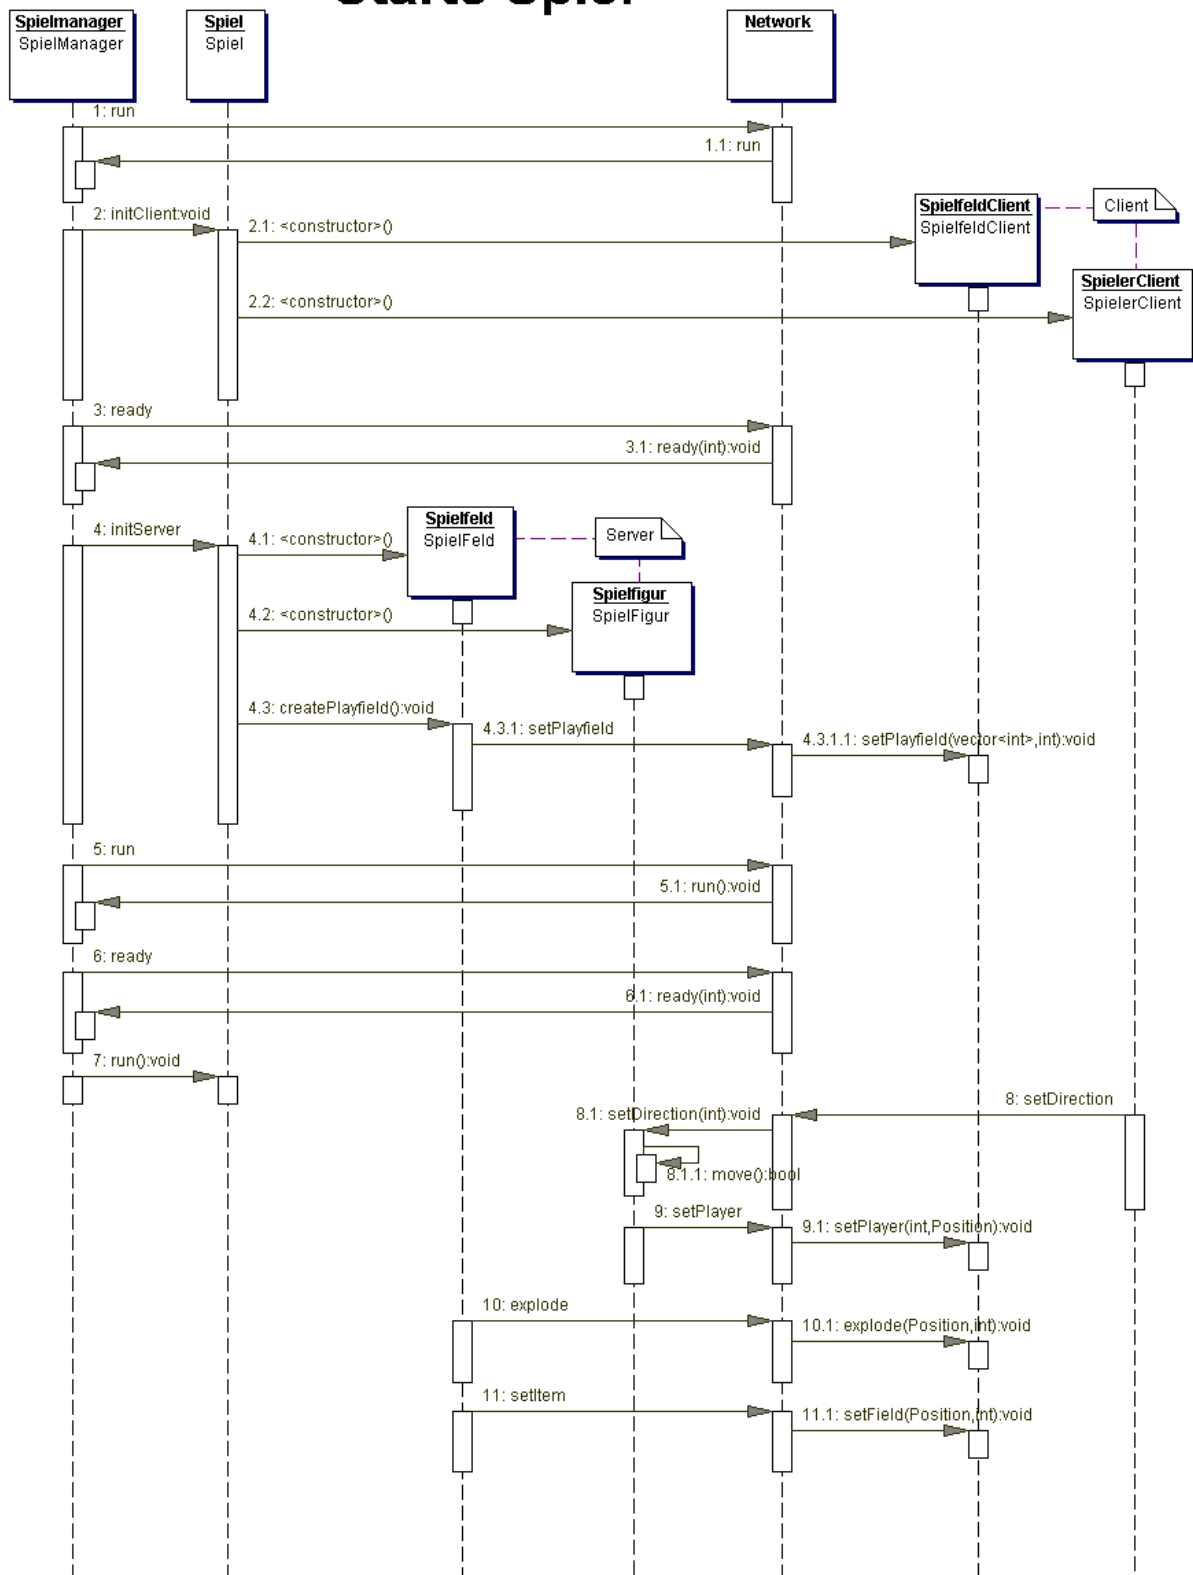 Starte Spiel
Spielmanager
SpielManager
Spiel
Spiel
Network
1: run
1.1: run
SpielfeldClient
SpielfeldClient
Client
2: initClient:void
2.1: <constructor>()
SpielerClient
SpielerClient
2.2: <constructor>()
3: ready
3.1: ready(int):void
Spielfeld
SpielFeld
Server
4: initServer
4.1: <constructor>()
Spielfigur
SpielFigur
4.2: <constructor>()
4.3: createPlayfield():void
4.3.1: setPlayfield
4.3.1.1: setPlayfield(vector<int>,int):void
5: run
5.1: run():void
6: ready
6.1: ready(int):void
7: run():void
8: setDirection
8.1: setDirection(int):void
8.1.1: move():bool
9: setPlayer
9.1: setPlayer(int,Position):void
10: explode
10.1: explode(Position,int):void
11: setItem
11.1: setField(Position,int):void